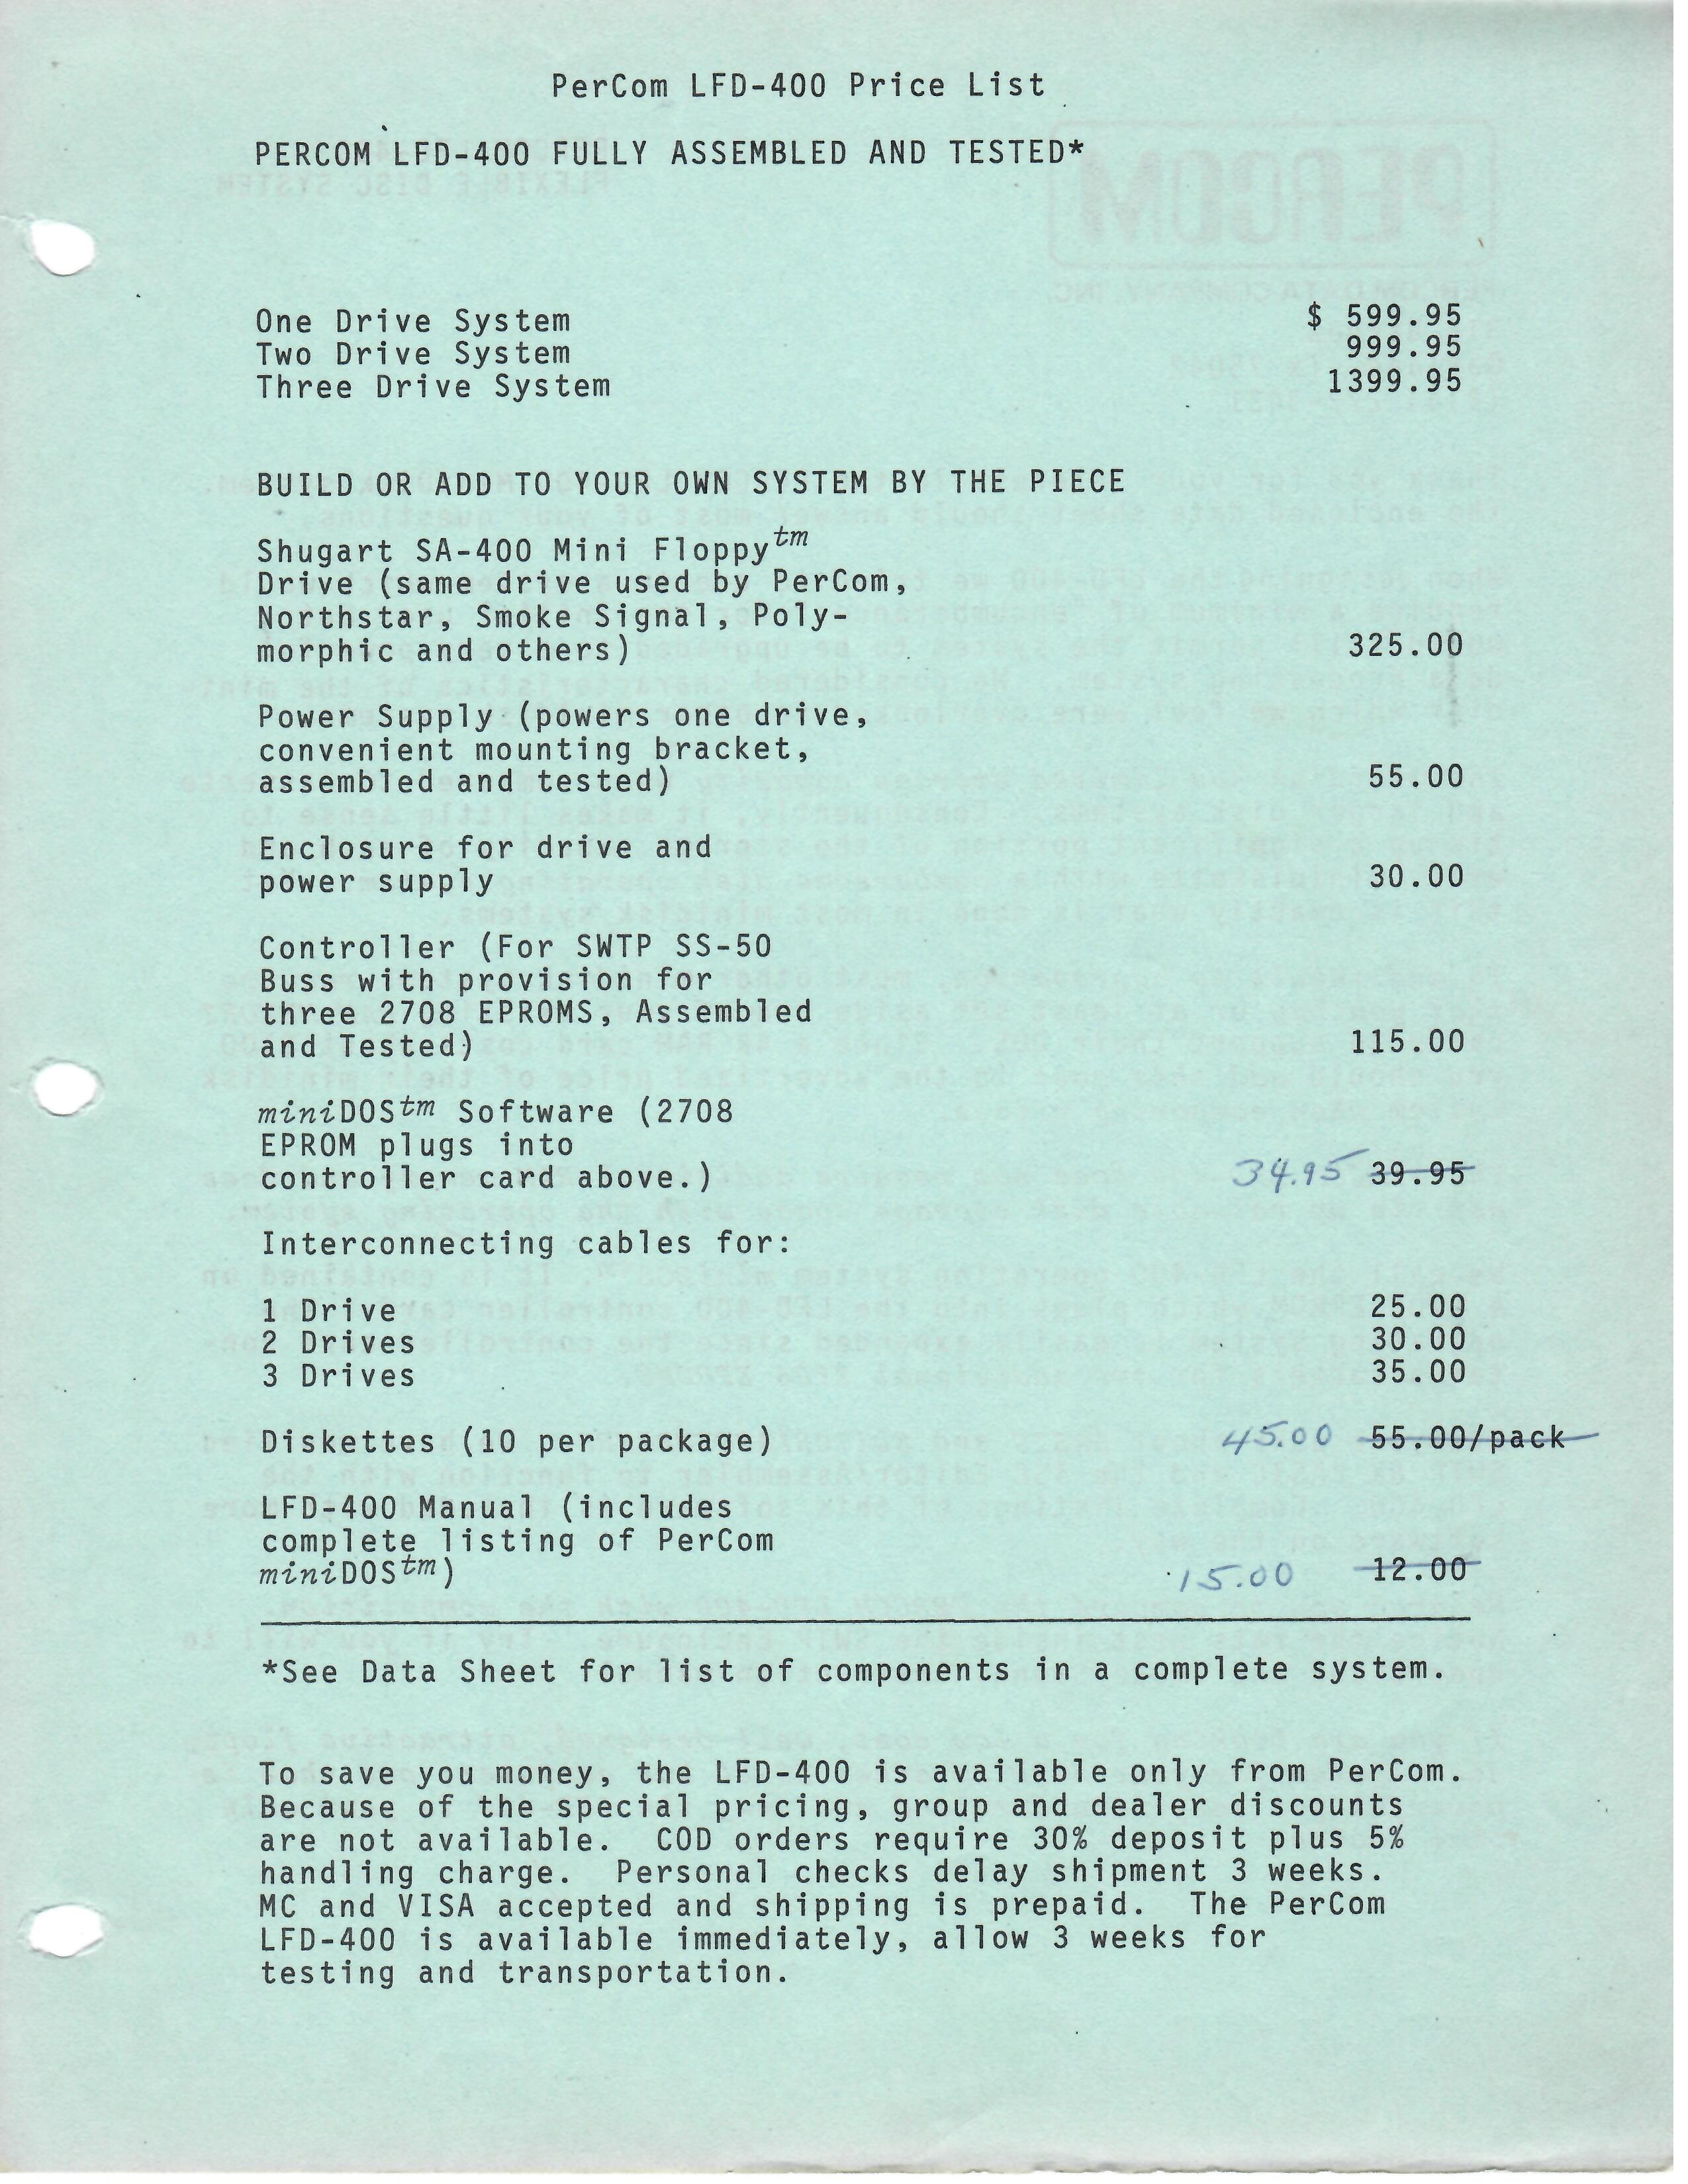 PerCom LFD-400 Price List
PERCOM LFD-400 FULLY ASSEMBLED AND TESTED*
One Drive System $ 599.95
Two Drive System 999.95
Three Drive System 1399.95
BUILD OR ADD TO YOUR OWN SYSTEM BY THE PIECE
Shugart SA-400 Mini Floppytm
Drive (same drive used by PerCom,
Northstar, Smoke Signal, Poly-
morphic and others) 325.00
Power Supply (powers one drive,
convenient mounting bracket,
assembled and tested) 55.00
Enclosure for drive and
power supply 30.00
Controller (For SWTP SS-50
Buss with provision for
three 2708 EPROMS, Assembled
and Tested) 115.00
miniDOStm Software (2708
EPROM plugs into
controller card above.) 34.95 39.95
Interconnecting cables for:
1 Drive 25.00
2 Drives 30.00
3 Drives 35.00
Diskettes (10 per package) 45.00 55.00/pack
LFD-400 Manual (includes
complete listing of PerCom
miniDOStm) 15.00 12.00
*See Data Sheet for list of components in a complete system.
To save you money, the LFD-400 is available only from PerCom.
Because of the special pricing, group and dealer discounts
are not available. COD orders require 30% deposit plus 5%
handling charge. Personal checks delay shipment 3 weeks.
MC and VISA accepted and shipping is prepaid. The PerCom
LFD-400 is available immediately, allow 3 weeks for
testing and transportation.